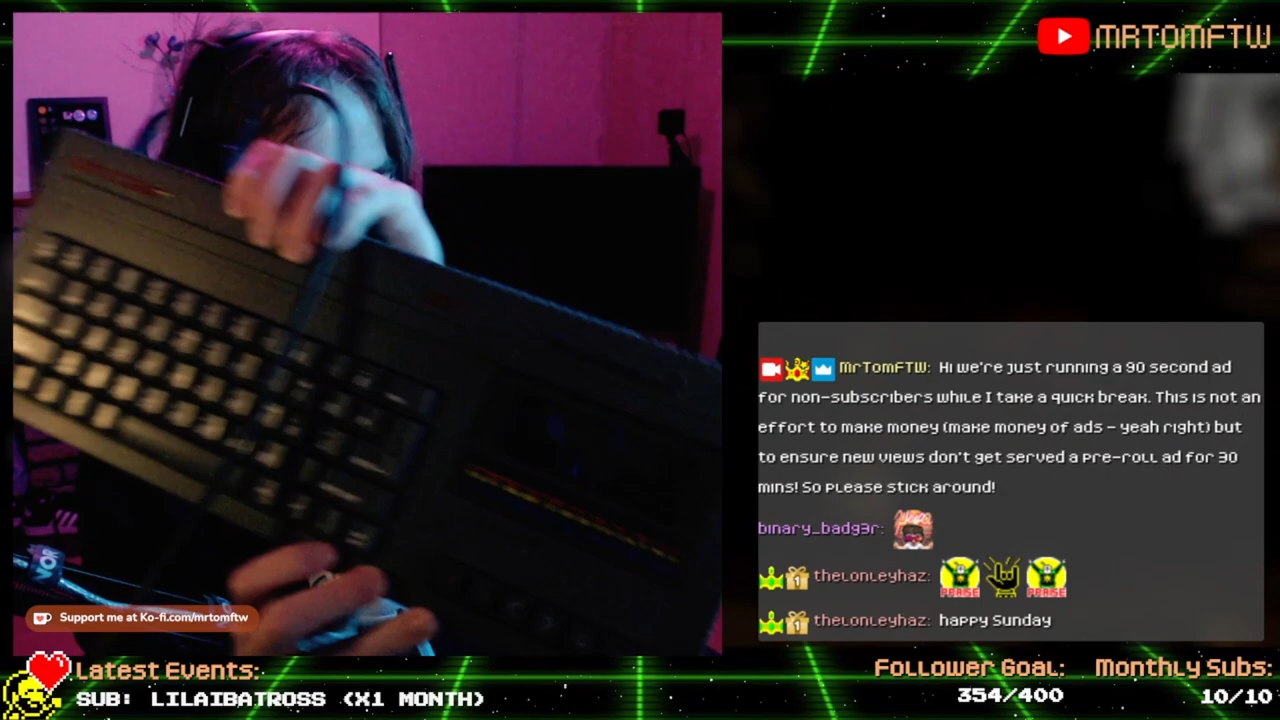 MRTOMFTW
MrTomFTW: Hi we're just running a 90 second ad
for non-subscribers while I take a quick break. This is not an
effort to make money (make money of ads - yeah right) but
to ensure new views don't get served a pre-roll ad for 30
mins! So please stick around!
binary_badg3r:
theLonLeyhaz: PRAISE PRAISE
theLonLeyhaz: happy Sunday
VOR
Support me at Ko-fi.com/mrtomftw
Latest Events:
SUB: LILAIBATROSS (X1 MONTH)
Follower Goal:
354/400
Monthly Subs:
10/10